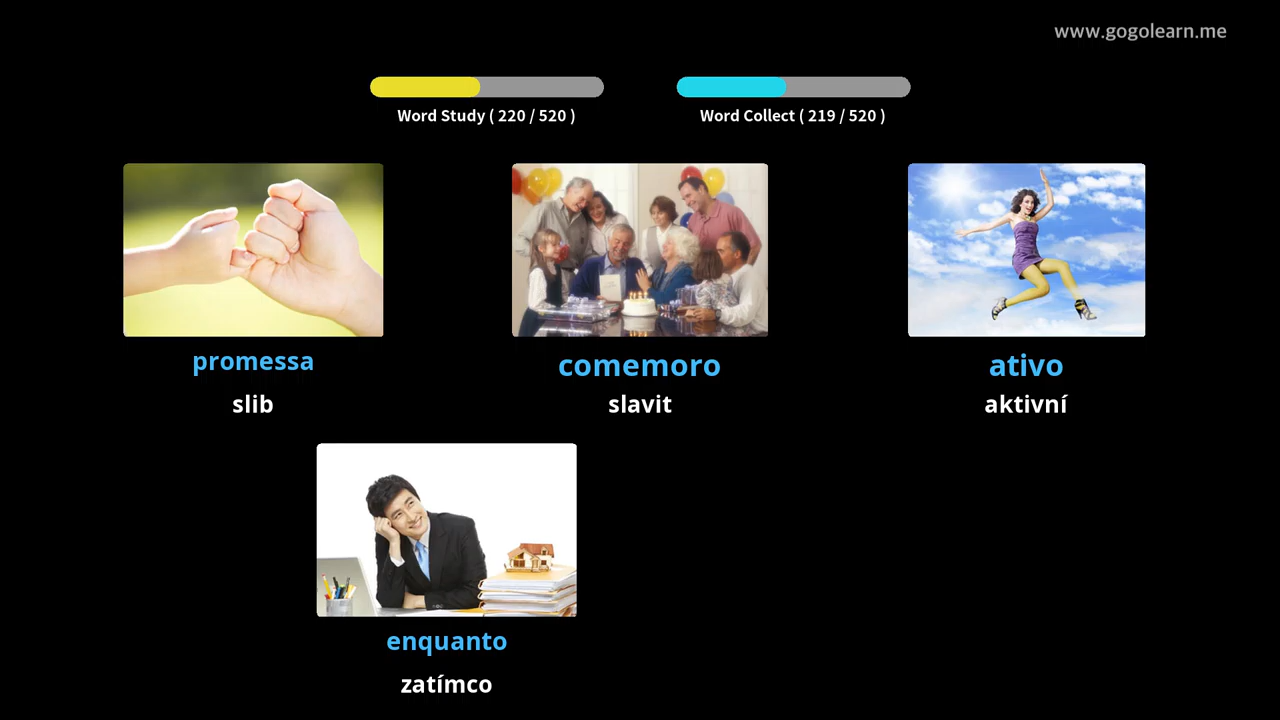 www.gogolearn.me
Word Study ( 220 / 520 )
Word Collect ( 219 / 520 )
promessa
slib
comemoro
slavit
ativo
aktivní
enquanto
zatímco